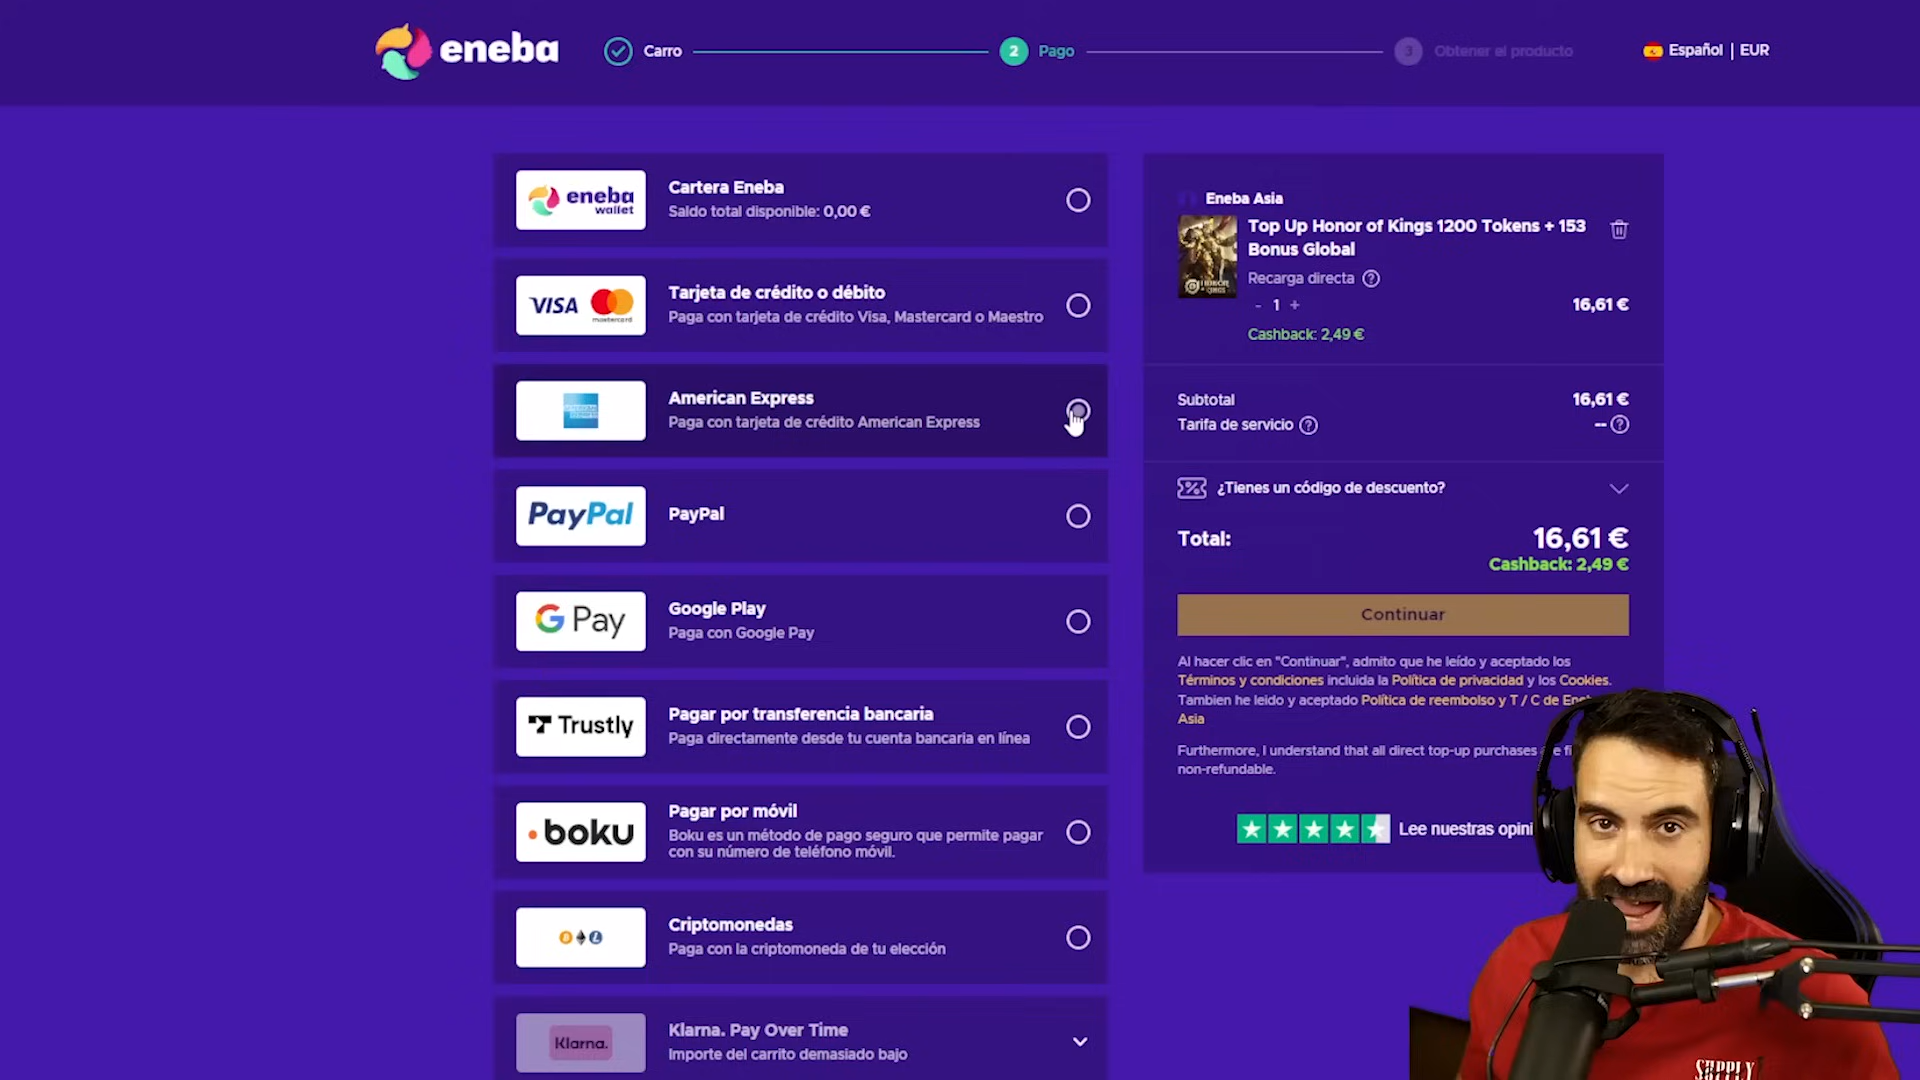 eneba
Carro
2
Pago
3
Obtener el producto
Español | EUR
eneba
wallet
Cartera Eneba
Saldo total disponible: 0,00 €
VISA
mastercard
Tarjeta de crédito o débito
Paga con tarjeta de crédito Visa, Mastercard o Maestro
American Express
Paga con tarjeta de crédito American Express
PayPal
PayPal
G Pay
Google Play
Paga con Google Pay
Trustly
Pagar por transferencia bancaria
Paga directamente desde tu cuenta bancaria en línea
boku
Pagar por móvil
Boku es un método de pago seguro que permite pagar
con su número de teléfono móvil.
Criptomonedas
Paga con la criptomoneda de tu elección
Klarna.
Klarna. Pay Over Time
Importe del carrito demasiado bajo
Eneba Asia
Top Up Honor of Kings 1200 Tokens + 153
Bonus Global
Recarga directa ?
- 1 +
16,61 €
Cashback: 2,49 €
Subtotal
16,61 €
Tarifa de servicio ?
-- ?
¿Tienes un código de descuento?
Total:
16,61 €
Cashback: 2,49 €
Continuar
Al hacer clic en "Continuar", admito que he leído y aceptado los
Términos y condiciones incluida la Política de privacidad y los Cookies.
Tambien he leido y aceptado Política de reembolso y T / C de
Asia
Furthermore, I understand that all direct top-up purchases
non-refundable.
Lee nuestras
SUPPLY